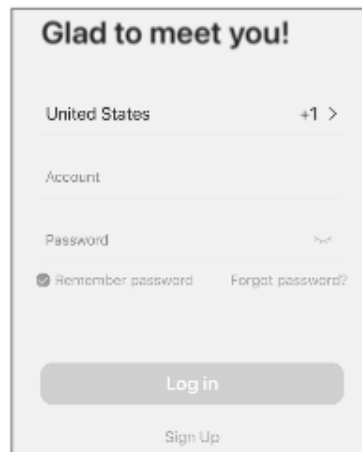 Glad to meet you!
United States +1 >
Account
Password
Remember password Forgot password?
Log in
Sign Up